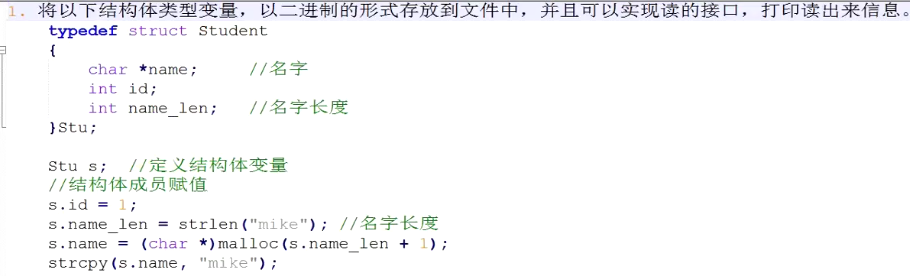 1. 将以下结构体类型变量，以二进制的形式存放到文件中，并且可以实现读的接口，打印读出来信息。
typedef struct Student
{
    char *name;     //名字
    int id;
    int name_len;   //名字长度
}Stu;
Stu s;  //定义结构体变量
//结构体成员赋值
s.id = 1;
s.name_len = strlen("mike"); //名字长度
s.name = (char *)malloc(s.name_len + 1);
strcpy(s.name, "mike");